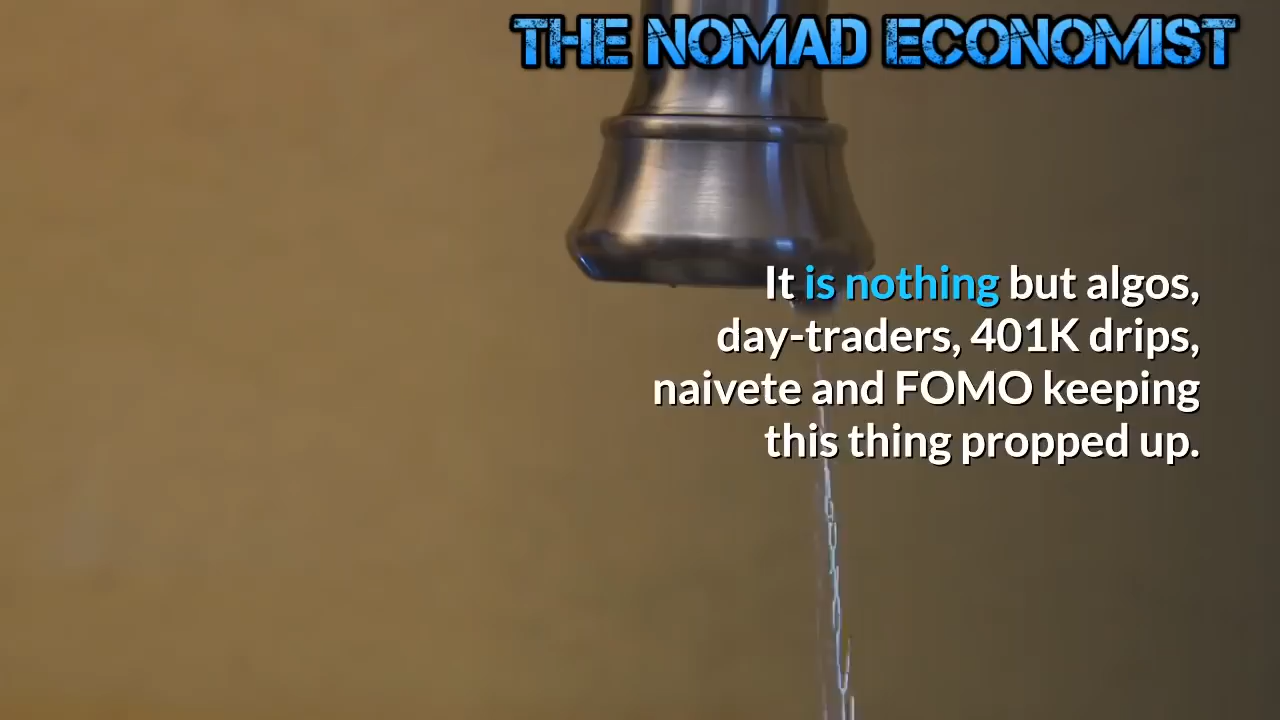 THE NOMAD ECONOMIST
It is nothing but algos,
day-traders, 401K drips,
naivete and FOMO keeping
this thing propped up.